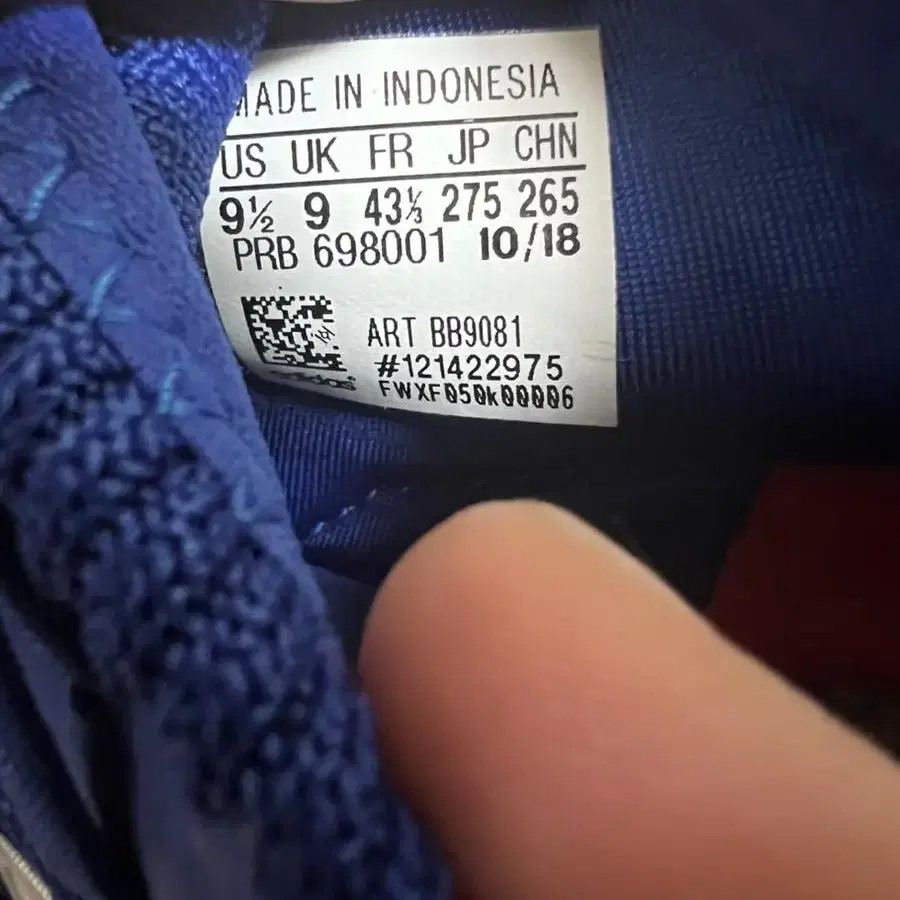 MADE IN INDONESIA
US UK FR JP CHN
9½ 9 43⅓ 275 265
PRB 698001 10/18
ART BB9081
#121422975
adidas
FWXF050k00006